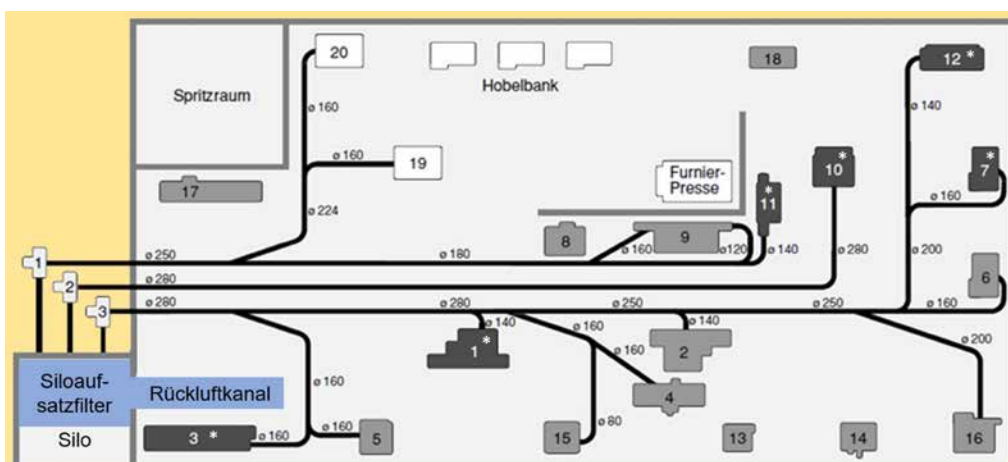 20
18
12 *
Hobelbank
Spritzraum
ø 160
ø 140
ø 160
19
Furnier-
Presse
10 *
7 *
17
11 *
ø 160
ø 224
8
9
ø 250
ø 180
ø 160
ø 120
ø 140
ø 280
ø 200
1
2
ø 280
6
3
ø 280
ø 280
ø 250
ø 250
ø 160
ø 140
ø 160
ø 140
1 *
2
ø 160
ø 200
Siloauf-
satzfilter
Rückluftkanal
ø 160
4
Silo
3 *
ø 160
ø 160
5
15
ø 80
13
14
16